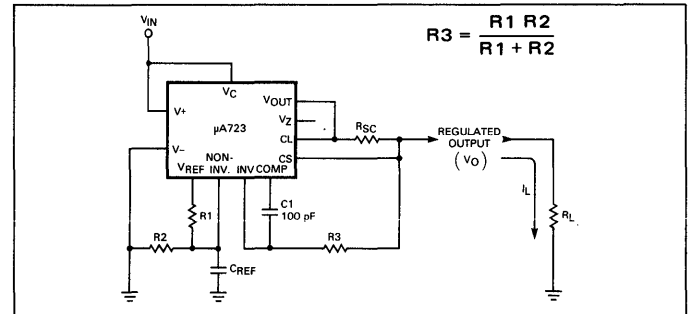 VIN
R3 = R1 R2 / R1 + R2
VC
V+
VOUT
VZ
μA723
CL
RSC
REGULATED
OUTPUT
(VO)
V−
CS
NON-
VREF INV. INV COMP
IL
RL
R1
C1
100 pF
R2
R3
CREF